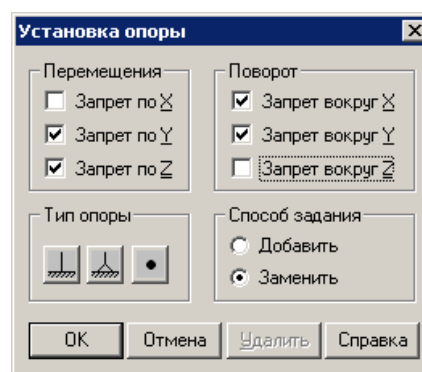 Установка опоры
Перемещения
Запрет по X
Запрет по Y
Запрет по Z
Поворот
Запрет вокруг X
Запрет вокруг Y
Запрет вокруг Z
Тип опоры
Способ задания
Добавить
Заменить
OK Отмена Удалить Справка